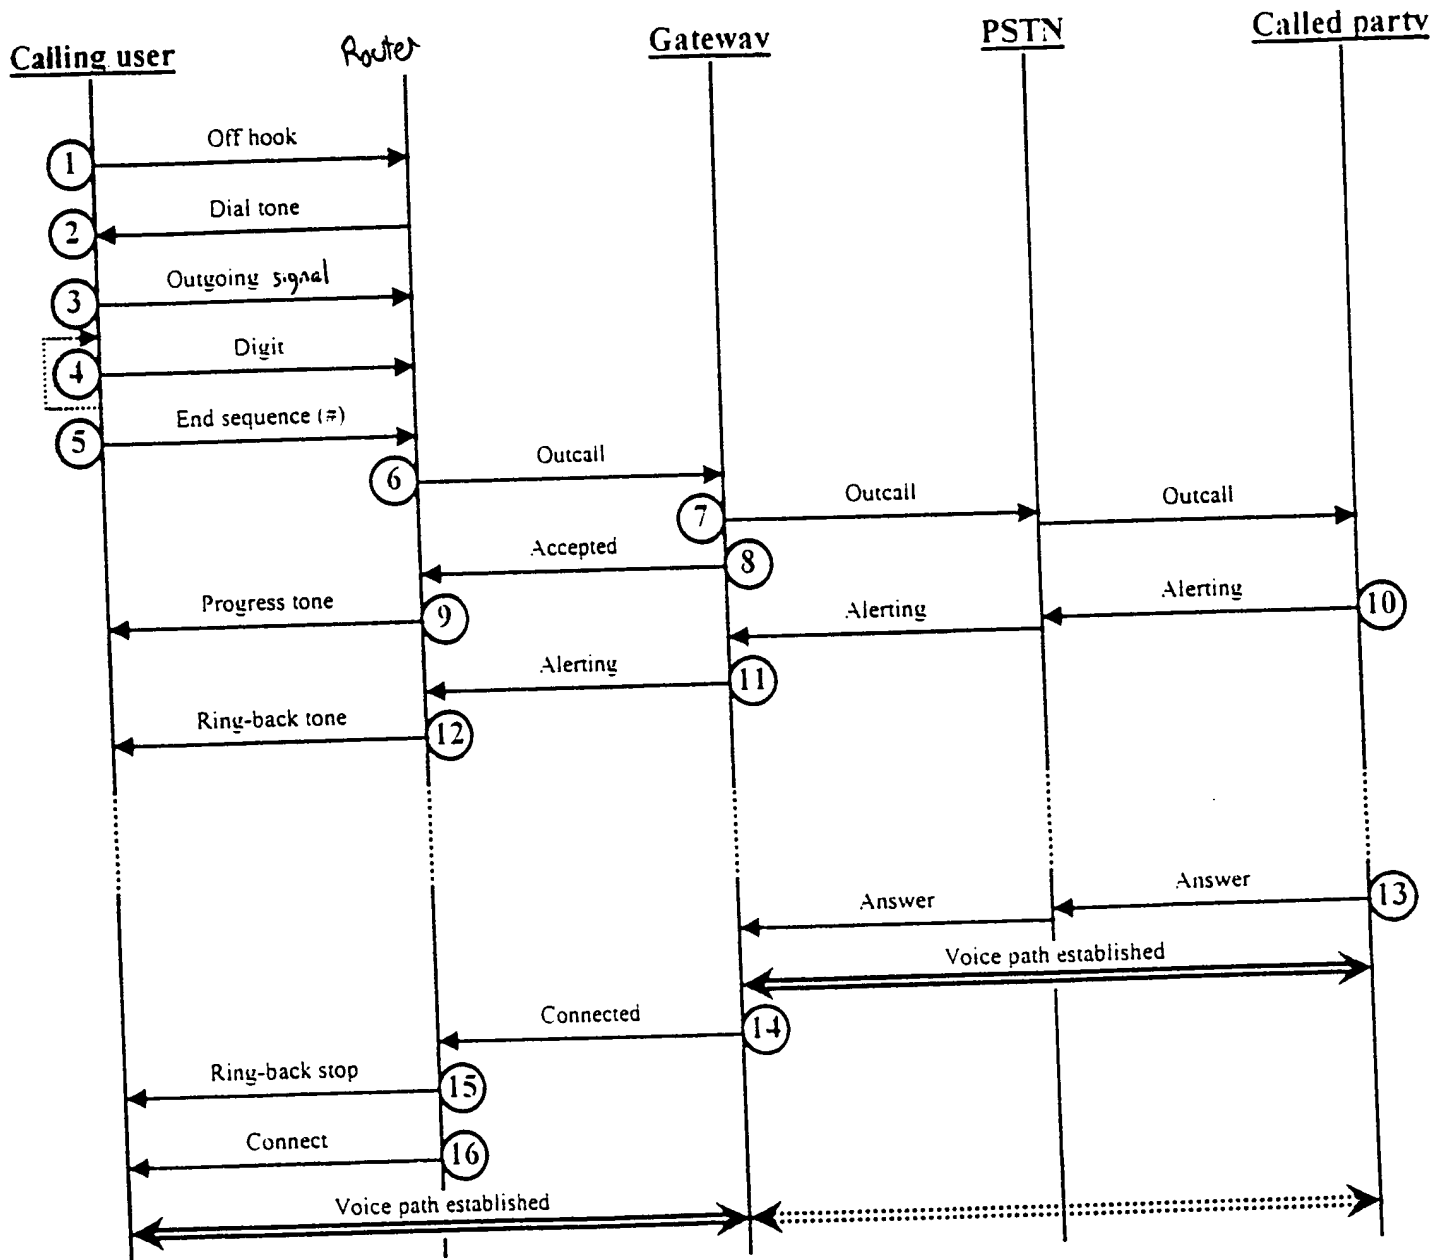 Calling user
Router
Gateway
PSTN
Called party
Off hook
1
Dial tone
2
Outgoing signal
3
Digit
4
End sequence (#)
5
Outcall
6
Outcall
Outcall
7
Accepted
8
Progress tone
9
Alerting
Alerting
10
Alerting
11
Ring-back tone
12
Answer
Answer
13
Voice path established
Connected
14
Ring-back stop
15
Connect
16
Voice path established